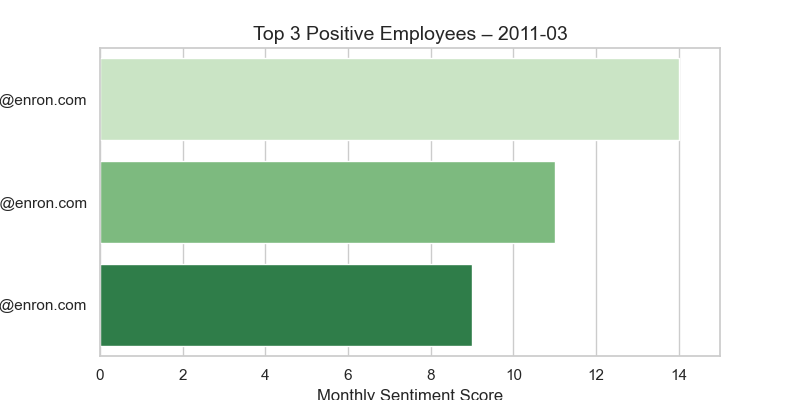 Top 3 Positive Employees – 2011-03
@enron.com
@enron.com
@enron.com
0 2 4 6 8 10 12 14
Monthly Sentiment Score